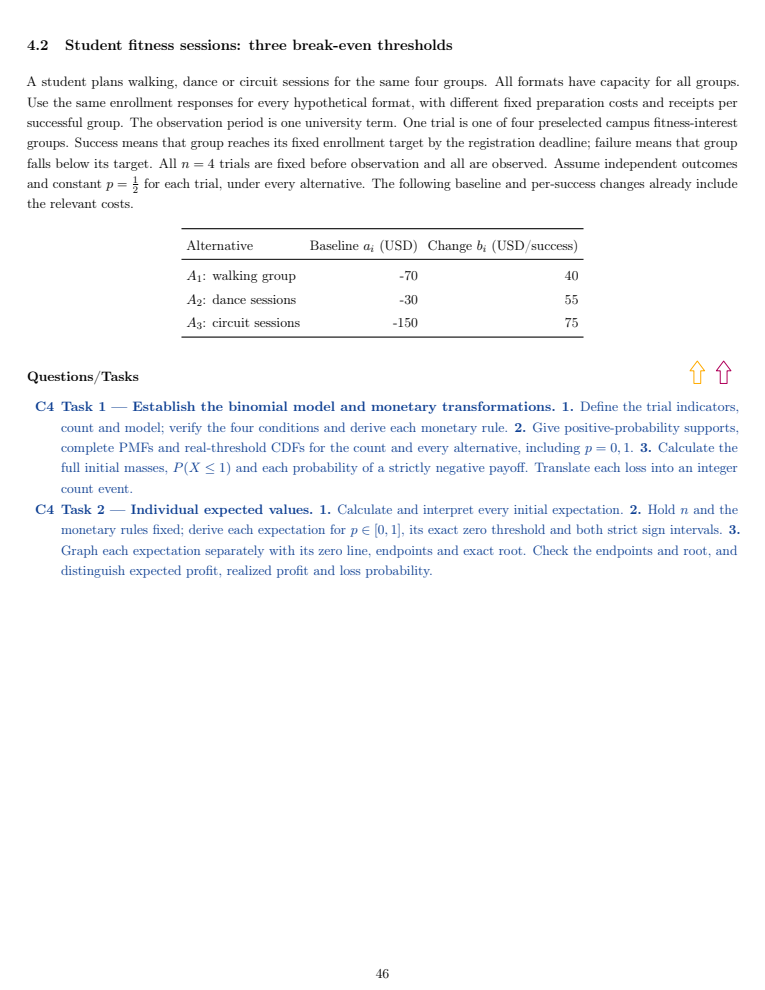 4.2 Student fitness sessions: three break-even thresholds
A student plans walking, dance or circuit sessions for the same four groups. All formats have capacity for all groups.
Use the same enrollment responses for every hypothetical format, with different fixed preparation costs and receipts per
successful group. The observation period is one university term. One trial is one of four preselected campus fitness-interest
groups. Success means that group reaches its fixed enrollment target by the registration deadline; failure means that group
falls below its target. All n = 4 trials are fixed before observation and all are observed. Assume independent outcomes
and constant p = 1/2 for each trial, under every alternative. The following baseline and per-success changes already include
the relevant costs.
Alternative Baseline aᵢ (USD) Change bᵢ (USD/success)
A₁: walking group -70 40
A₂: dance sessions -30 55
A₃: circuit sessions -150 75
Questions/Tasks
C4 Task 1 — Establish the binomial model and monetary transformations. 1. Define the trial indicators,
count and model; verify the four conditions and derive each monetary rule. 2. Give positive-probability supports,
complete PMFs and real-threshold CDFs for the count and every alternative, including p = 0, 1. 3. Calculate the
full initial masses, P(X ≤ 1) and each probability of a strictly negative payoff. Translate each loss into an integer
count event.
C4 Task 2 — Individual expected values. 1. Calculate and interpret every initial expectation. 2. Hold n and the
monetary rules fixed; derive each expectation for p ∈ [0, 1], its exact zero threshold and both strict sign intervals. 3.
Graph each expectation separately with its zero line, endpoints and exact root. Check the endpoints and root, and
distinguish expected profit, realized profit and loss probability.
46